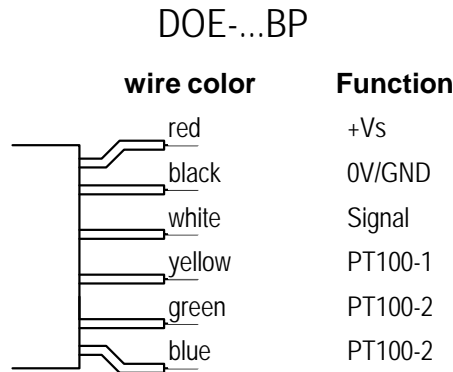 DOE-...BP
wire color Function
red +Vs
black 0V/GND
white Signal
yellow PT100-1
green PT100-2
blue PT100-2